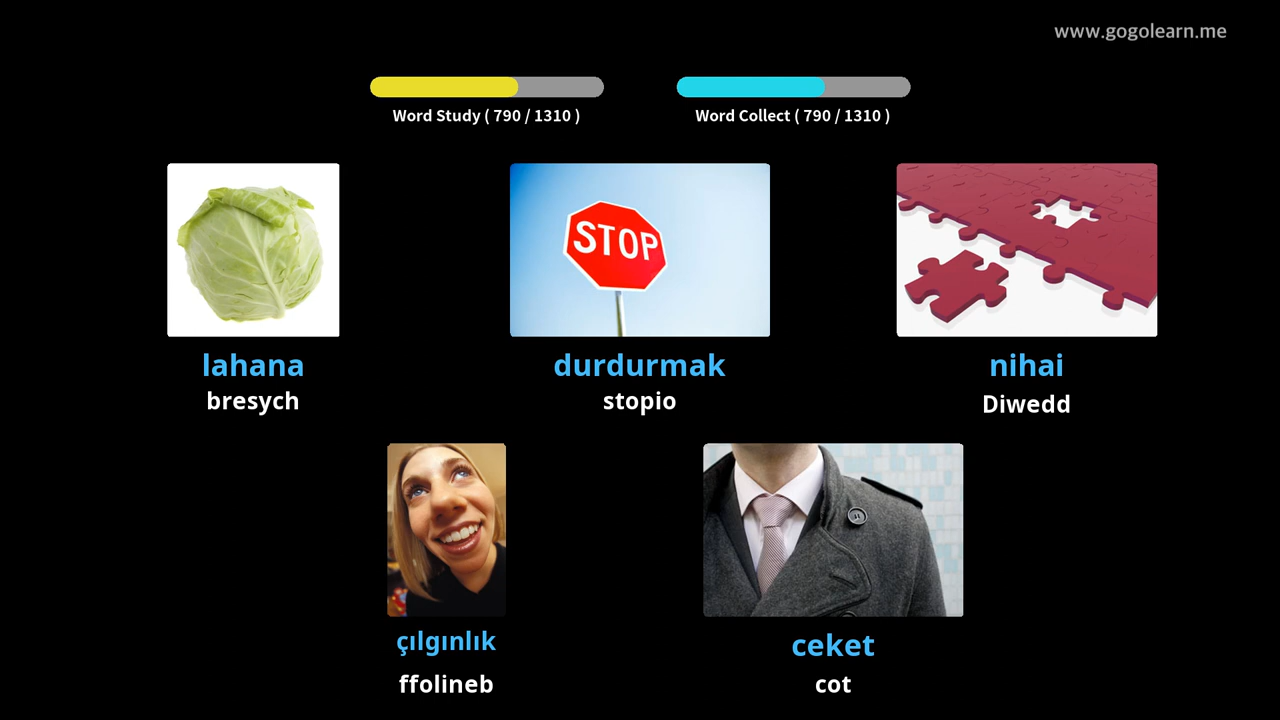 www.gogolearn.me
Word Study ( 790 / 1310 )
Word Collect ( 790 / 1310 )
STOP
lahana
durdurmak
nihai
bresych
stopio
Diwedd
çılgınlık
ceket
ffolineb
cot